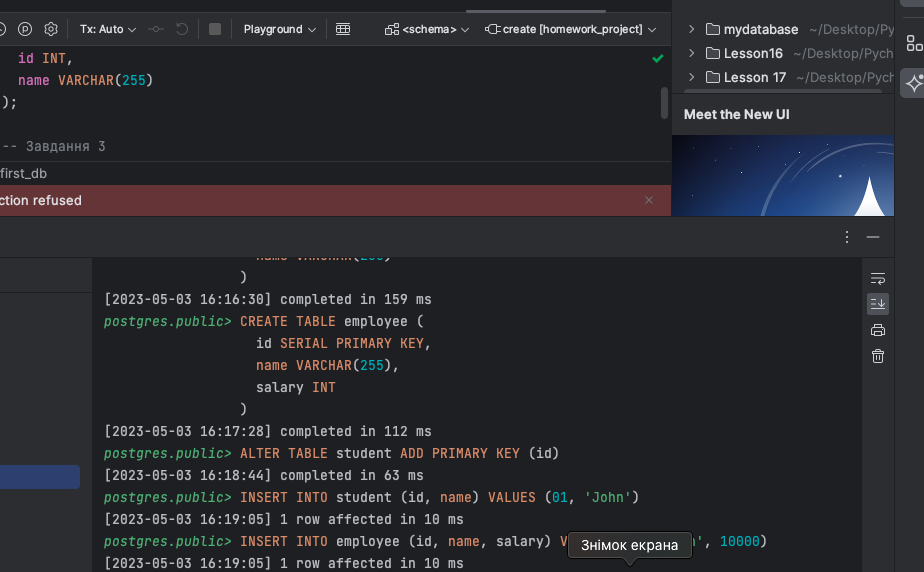 Tx: Auto
Playground
<schema>
create [homework_project]
id INT,
name VARCHAR(255)
);
-- Завдання 3
first_db
refused
mydatabase ~/Desktop/Py
Lesson16 ~/Desktop/Pych
Lesson 17 ~/Desktop/Pych
Meet the New UI
)
[2023-05-03 16:16:30] completed in 159 ms
postgres.public> CREATE TABLE employee (
id SERIAL PRIMARY KEY,
name VARCHAR(255),
salary INT
)
[2023-05-03 16:17:28] completed in 112 ms
postgres.public> ALTER TABLE student ADD PRIMARY KEY (id)
[2023-05-03 16:18:44] completed in 63 ms
postgres.public> INSERT INTO student (id, name) VALUES (01, 'John')
[2023-05-03 16:19:05] 1 row affected in 10 ms
postgres.public> INSERT INTO employee (id, name, salary) V ', 10000)
Знімок екрана
[2023-05-03 16:19:05] 1 row affected in 10 ms